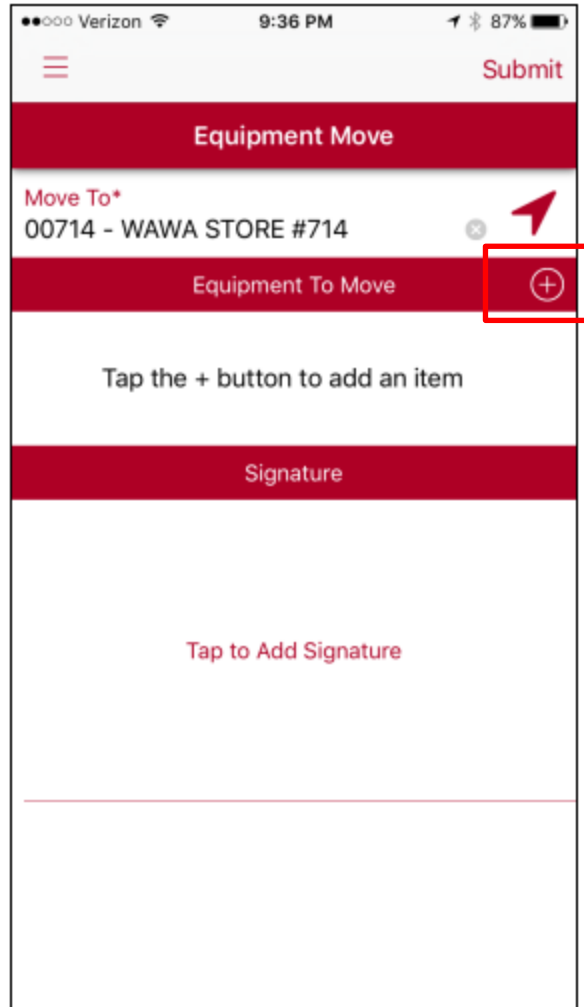 Verizon 9:36 PM 87%
Submit
Equipment Move
Move To*
00714 - WAWA STORE #714
Equipment To Move
Tap the + button to add an item
Signature
Tap to Add Signature